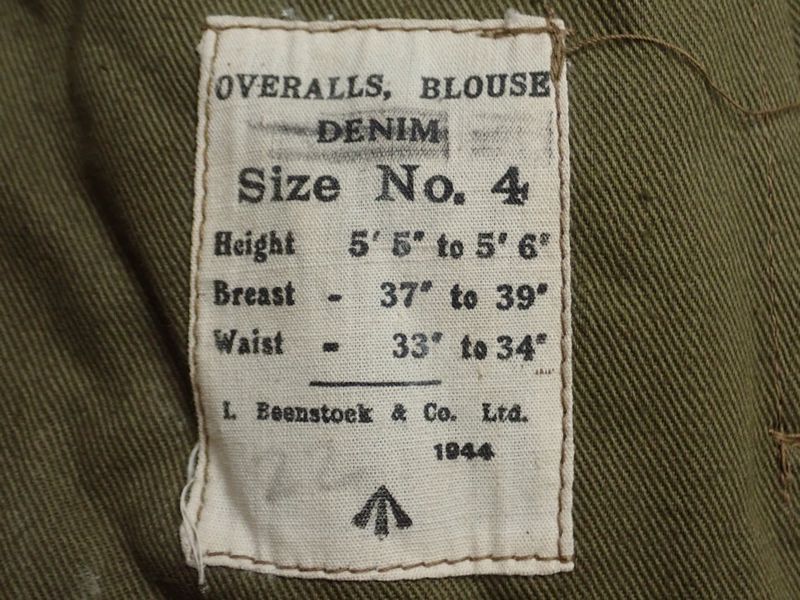 OVERALLS, BLOUSE
DENIM
Size No. 4
Height 5' 5" to 5' 6"
Breast - 37" to 39"
Waist - 33" to 34"
I. Beenstock & Co. Ltd.
1944
22